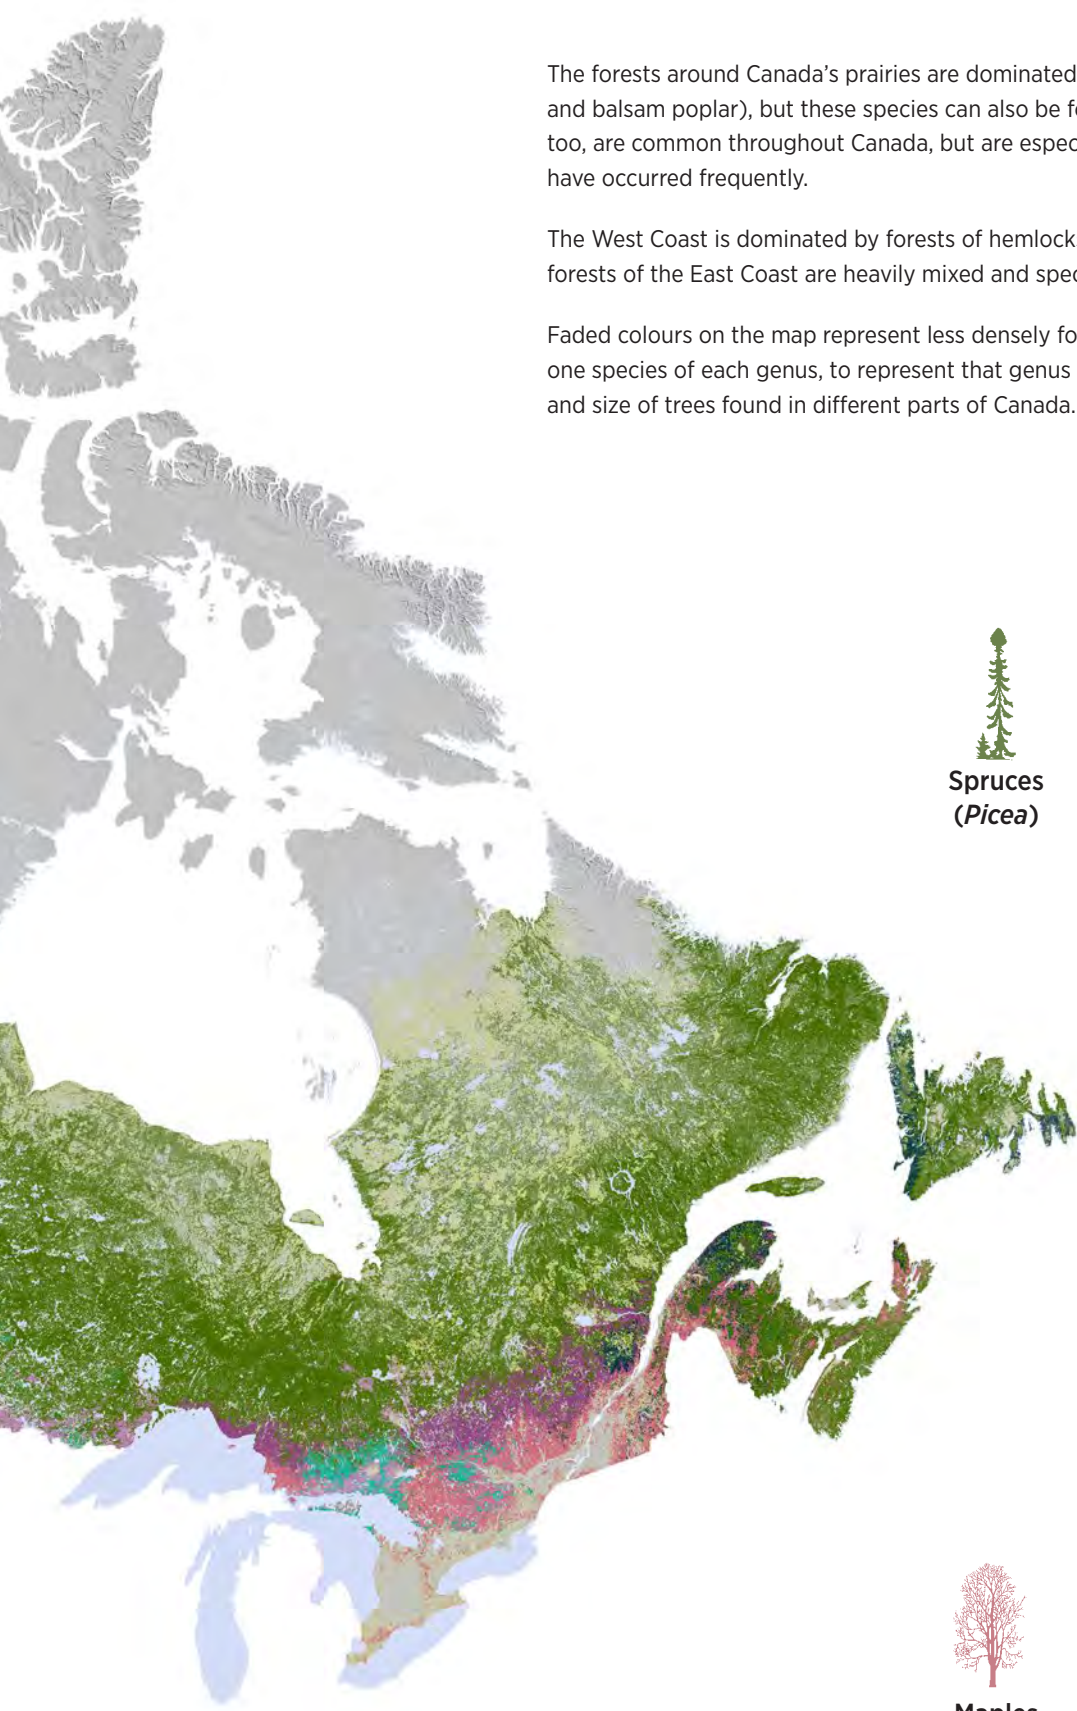 The forests around Canada’s prairies are dominated
and balsam poplar), but these species can also be fo
too, are common throughout Canada, but are espec
have occurred frequently.
The West Coast is dominated by forests of hemlock
forests of the East Coast are heavily mixed and spec
Faded colours on the map represent less densely fo
one species of each genus, to represent that genus
and size of trees found in different parts of Canada.
Spruces
(Picea)
Maples